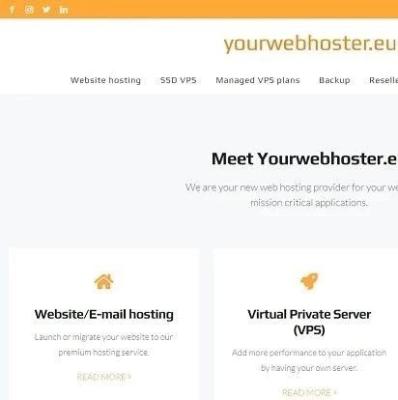 yourwebhoster.eu
Website hosting SSD VPS Managed VPS plans Backup Reselle
Meet Yourwebhoster.e
We are your new web hosting provider for your we
mission critical applications.
Website/E-mail hosting
Launch or migrate your website to our
premium hosting service.
READ MORE »
Virtual Private Server
(VPS)
Add more performance to your application
by having your own server.
READ MORE »